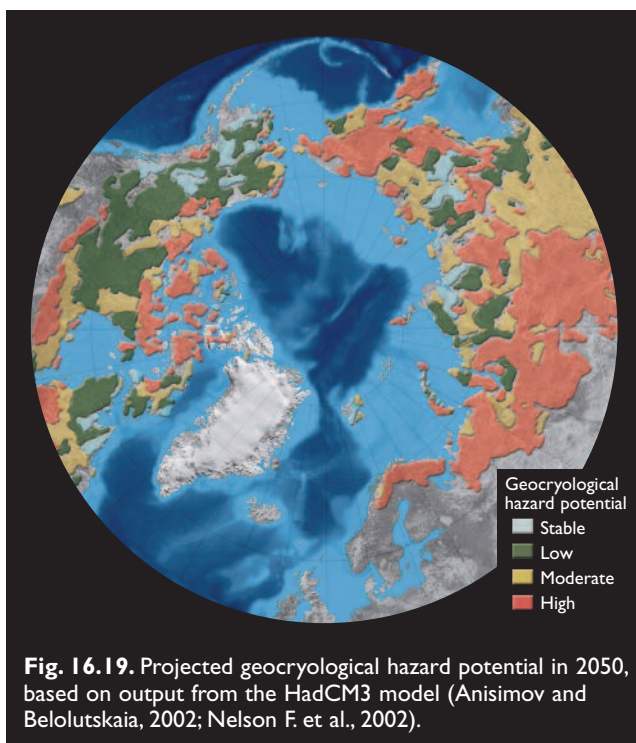 Geocryological
hazard potential
Stable
Low
Moderate
High
Fig. 16.19. Projected geocryological hazard potential in 2050,
based on output from the HadCM3 model (Anisimov and
Belolutskaia, 2002; Nelson F. et al., 2002).